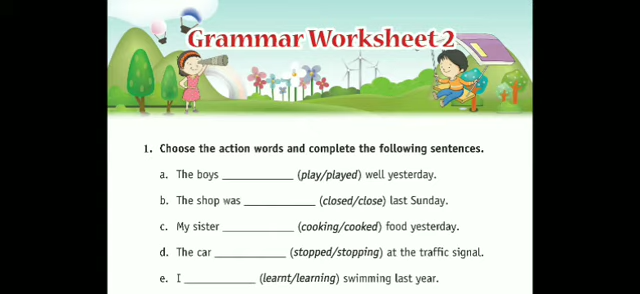 Grammar Worksheet 2
1. Choose the action words and complete the following sentences.
a. The boys ____________ (play/played) well yesterday.
b. The shop was ____________ (closed/close) last Sunday.
c. My sister ____________ (cooking/cooked) food yesterday.
d. The car ____________ (stopped/stopping) at the traffic signal.
e. I ____________ (learnt/learning) swimming last year.